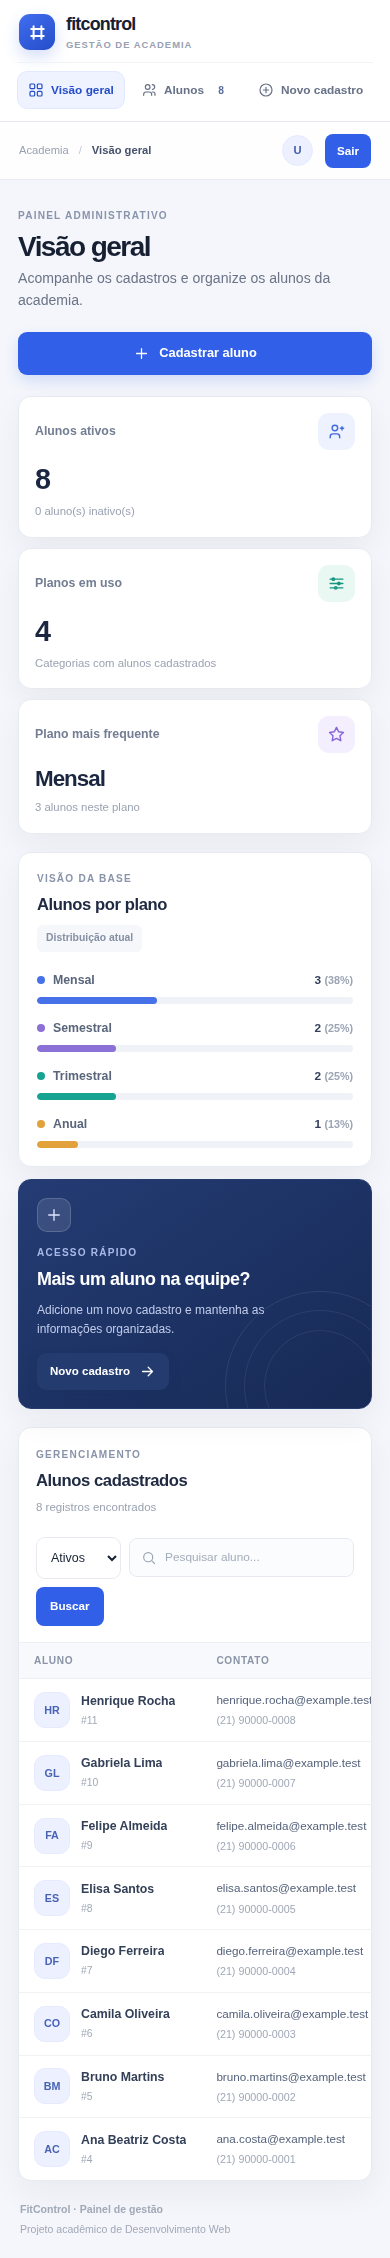 fitcontrol
GESTÃO DE ACADEMIA
Visão geral
Alunos 8
Novo cadastro
Academia / Visão geral
U
Sair
PAINEL ADMINISTRATIVO
Visão geral
Acompanhe os cadastros e organize os alunos da
academia.
Cadastrar aluno
Alunos ativos
8
0 aluno(s) inativo(s)
Planos em uso
4
Categorias com alunos cadastrados
Plano mais frequente
Mensal
3 alunos neste plano
VISÃO DA BASE
Alunos por plano
Distribuição atual
Mensal 3 (38%)
Semestral 2 (25%)
Trimestral 2 (25%)
Anual 1 (13%)
ACESSO RÁPIDO
Mais um aluno na equipe?
Adicione um novo cadastro e mantenha as
informações organizadas.
Novo cadastro
GERENCIAMENTO
Alunos cadastrados
8 registros encontrados
Ativos
Pesquisar aluno...
Buscar
ALUNO CONTATO
HR Henrique Rocha henrique.rocha@example.test
#11 (21) 90000-0008
GL Gabriela Lima gabriela.lima@example.test
#10 (21) 90000-0007
FA Felipe Almeida felipe.almeida@example.test
#9 (21) 90000-0006
ES Elisa Santos elisa.santos@example.test
#8 (21) 90000-0005
DF Diego Ferreira diego.ferreira@example.test
#7 (21) 90000-0004
CO Camila Oliveira camila.oliveira@example.test
#6 (21) 90000-0003
BM Bruno Martins bruno.martins@example.test
#5 (21) 90000-0002
AC Ana Beatriz Costa ana.costa@example.test
#4 (21) 90000-0001
FitControl · Painel de gestão
Projeto acadêmico de Desenvolvimento Web